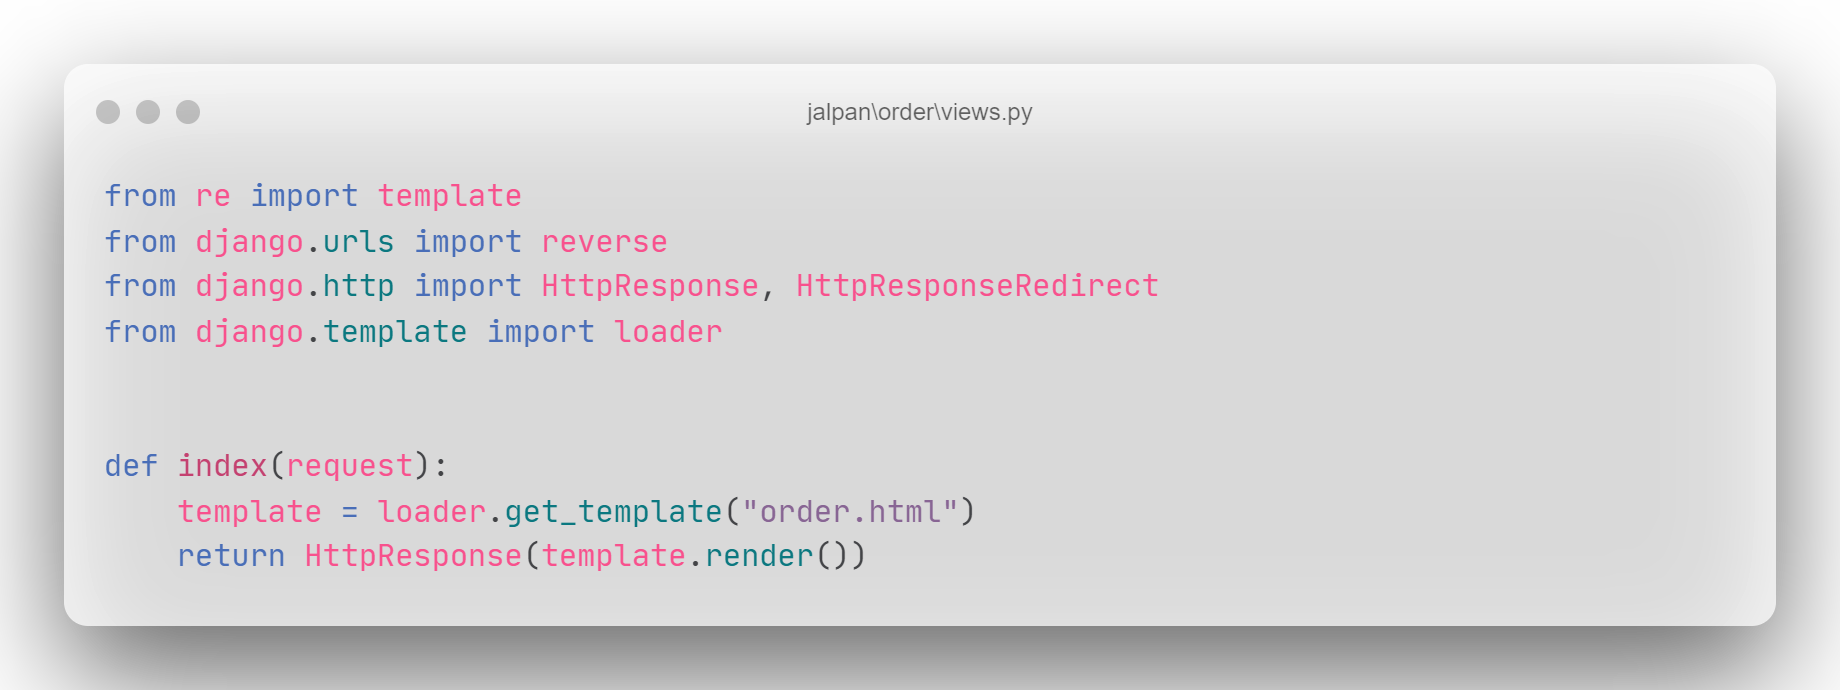 jalpan\order\views.py
from re import template
from django.urls import reverse
from django.http import HttpResponse, HttpResponseRedirect
from django.template import loader
def index(request):
    template = loader.get_template("order.html")
    return HttpResponse(template.render())